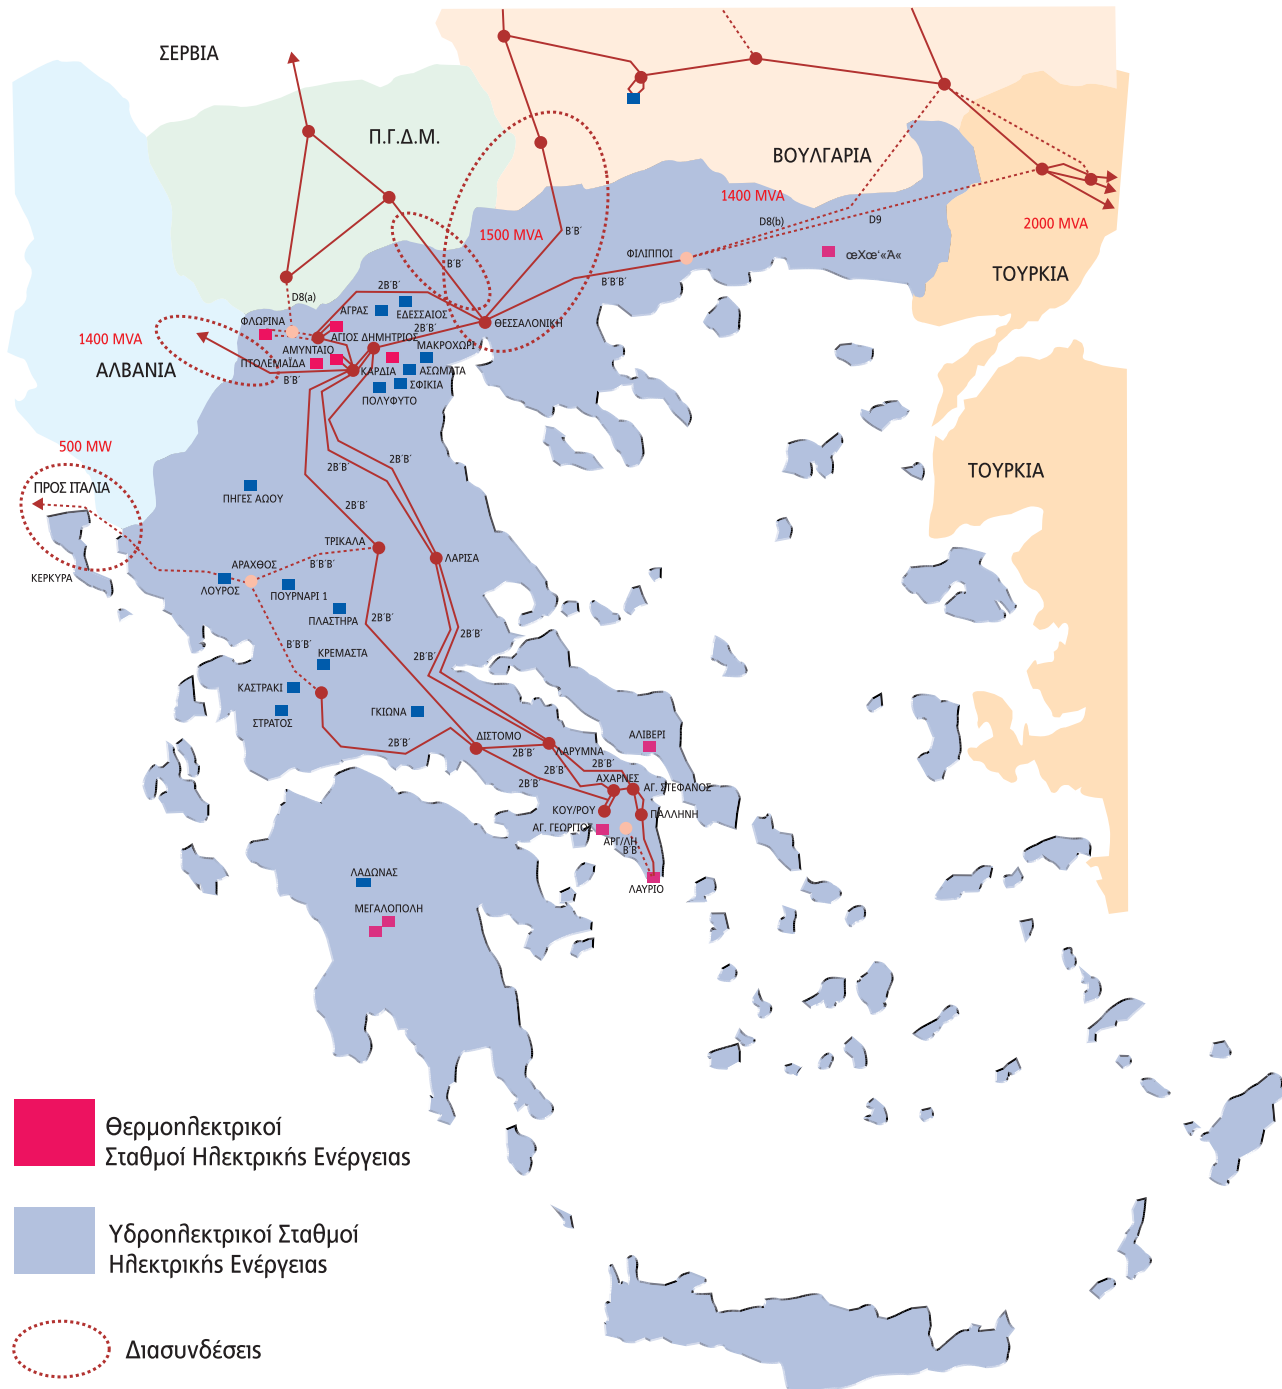 ΣΕΡΒΙΑ
Π.Γ.Δ.Μ.
ΒΟΥΛΓΑΡΙΑ
1400 MVA
D8(b)
D9
2000 MVA
1500 MVA
Β΄Β΄
Β΄Β΄
ΦΙΛΙΠΠΟΙ
œΧœ‘«Ά«
ΤΟΥΡΚΙΑ
Β΄Β΄Β΄
2Β΄Β΄
D8(a)
ΑΓΡΑΣ
ΕΔΕΣΣΑΙΟΣ
ΦΛΩΡΙΝΑ
2Β΄Β΄
ΘΕΣΣΑΛΟΝΙΚΗ
1400 MVA
ΑΓΙΟΣ ΔΗΜΗΤΡΙΟΣ
ΜΑΚΡΟΧΩΡΙ
ΑΜΥΝΤΑΙΟ
ΑΛΒΑΝΙΑ
ΠΤΟΛΕΜΑΪΔΑ
ΚΑΡΔΙΑ
ΑΣΩΜΑΤΑ
Β΄Β΄
ΣΦΙΚΙΑ
ΠΟΛΥΦΥΤΟ
500 MW
2Β΄Β΄
2Β΄Β΄
ΤΟΥΡΚΙΑ
ΠΡΟΣ ΙΤΑΛΙΑ
ΠΗΓΕΣ ΑΩΟΥ
2Β΄Β΄
ΤΡΙΚΑΛΑ
ΛΑΡΙΣΑ
ΑΡΑΧΘΟΣ
Β΄Β΄Β΄
ΚΕΡΚΥΡΑ
ΛΟΥΡΟΣ
ΠΟΥΡΝΑΡΙ 1
ΠΛΑΣΤΗΡΑ
2Β΄Β΄
2Β΄Β΄
Β΄Β΄Β΄
ΚΡΕΜΑΣΤΑ
2Β΄Β΄
ΚΑΣΤΡΑΚΙ
ΣΤΡΑΤΟΣ
ΓΚΙΩΝΑ
ΔΙΣΤΟΜΟ
ΑΛΙΒΕΡΙ
2Β΄Β΄
2Β΄Β΄
ΛΑΡΥΜΝΑ
2Β΄Β΄
2Β΄Β΄
2Β΄Β΄
ΑΧΑΡΝΕΣ
ΑΓ. ΣΤΕΦΑΝΟΣ
ΚΟΥ/ΡΟΥ
ΠΑΛΛΗΝΗ
ΑΓ. ΓΕΩΡΓΙΟΣ
ΑΡΓ/ΛΗ
Β΄Β΄
ΛΑΥΡΙΟ
ΛΑΔΩΝΑΣ
ΜΕΓΑΛΟΠΟΛΗ
Θερμοηλεκτρικοί
Σταθμοί Ηλεκτρικής Ενέργειας
Υδροηλεκτρικοί Σταθμοί
Ηλεκτρικής Ενέργειας
Διασυνδέσεις